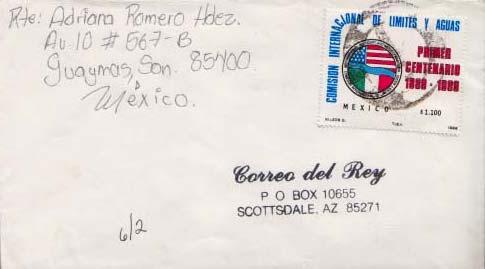 Rte: Adriana Romero Hdez.
Av. 10 # 567-B
Guaymas, Son. 85400
México.
COMISION INTERNACIONAL DE LIMITES Y AGUAS
PRIMER
CENTENARIO
1889 - 1989
MEXICO $1,100
Correo del Rey
P O BOX 10655
SCOTTSDALE, AZ 85271
6/2